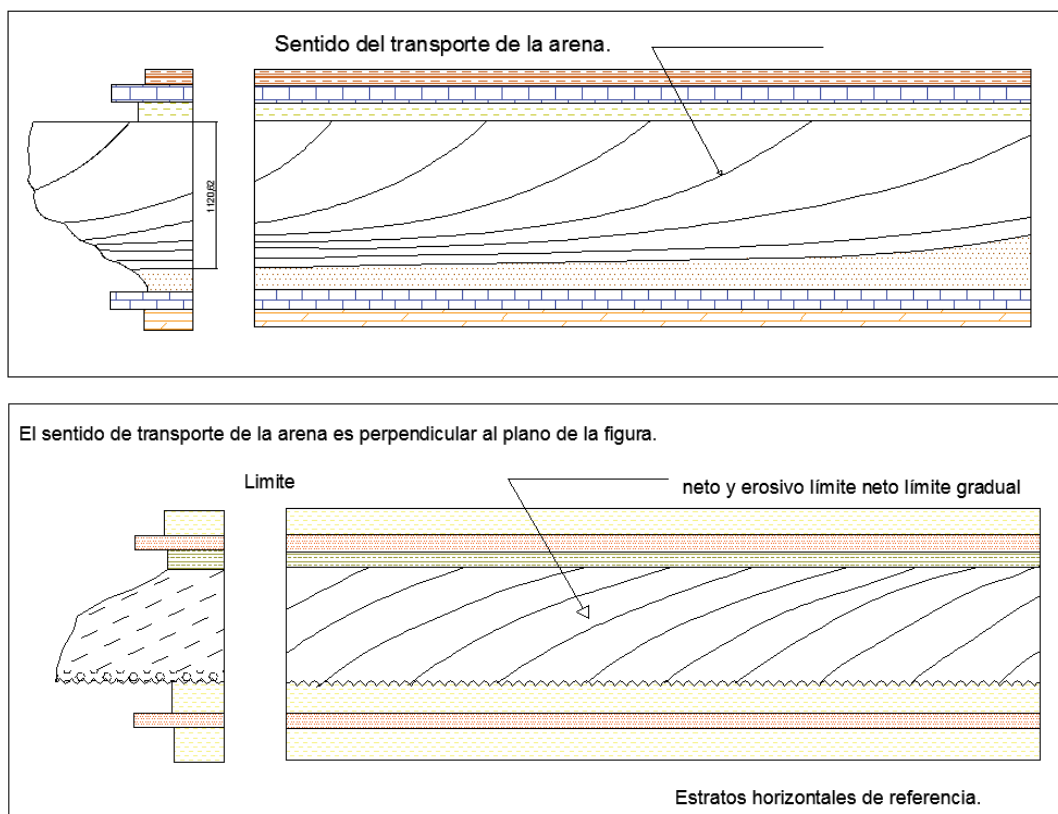 Sentido del transporte de la arena.
1120,82
El sentido de transporte de la arena es perpendicular al plano de la figura.
Limite
neto y erosivo límite neto límite gradual
Estratos horizontales de referencia.